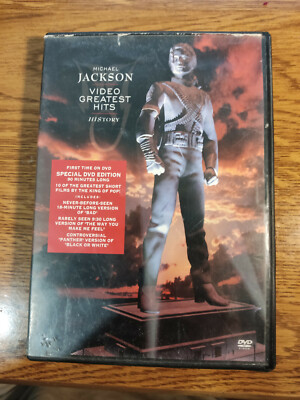 MICHAEL
JACKSON
VIDEO
GREATEST
HITS
HISTORY
FIRST TIME ON DVD
SPECIAL DVD EDITION
90 MINUTES LONG
10 OF THE GREATEST SHORT
FILMS BY THE KING OF POP!
INCLUDES:
NEVER-BEFORE-SEEN
18-MINUTE LONG VERSION
OF "BAD"
RARELY SEEN 9:30 LONG
VERSION OF "THE WAY YOU
MAKE ME FEEL"
CONTROVERSIAL
"PANTHER" VERSION OF
"BLACK OR WHITE"
DVD